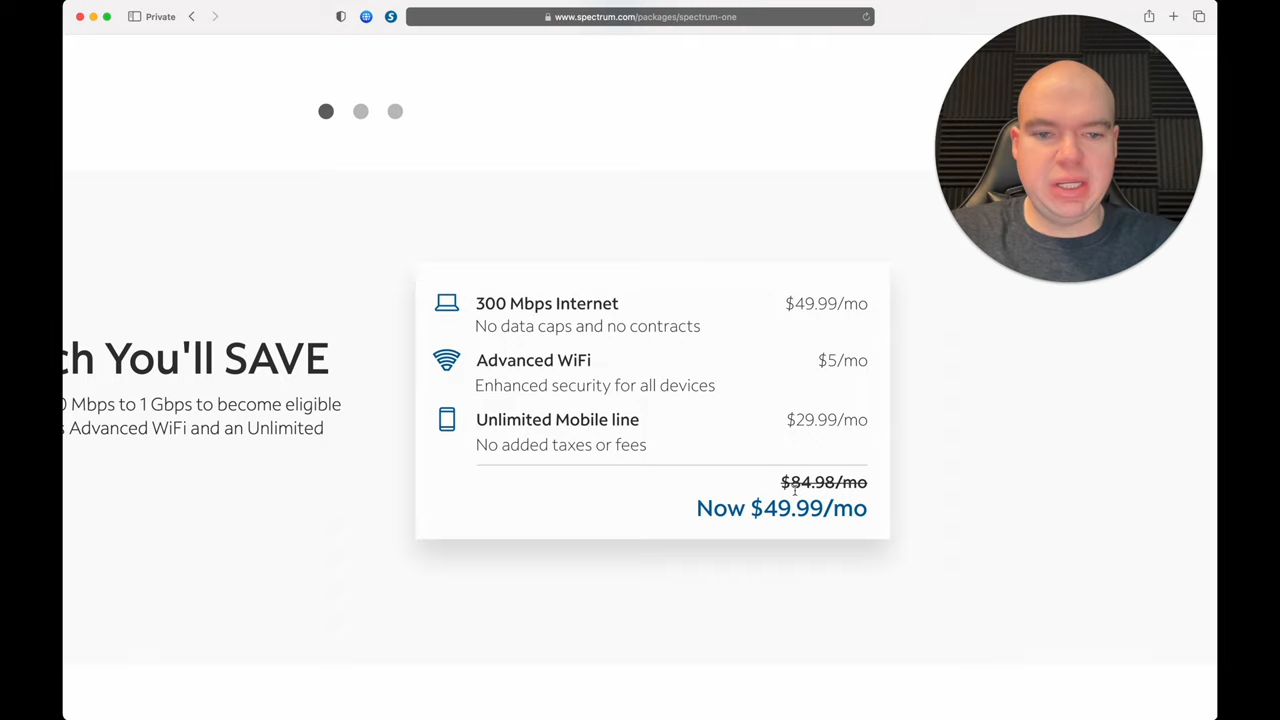 Private
www.spectrum.com/packages/spectrum-one
300 Mbps Internet $49.99/mo
No data caps and no contracts
Advanced WiFi $5/mo
Enhanced security for all devices
Unlimited Mobile line $29.99/mo
No added taxes or fees
$84.98/mo
Now $49.99/mo
ch You'll SAVE
0 Mbps to 1 Gbps to become eligible
s Advanced WiFi and an Unlimited